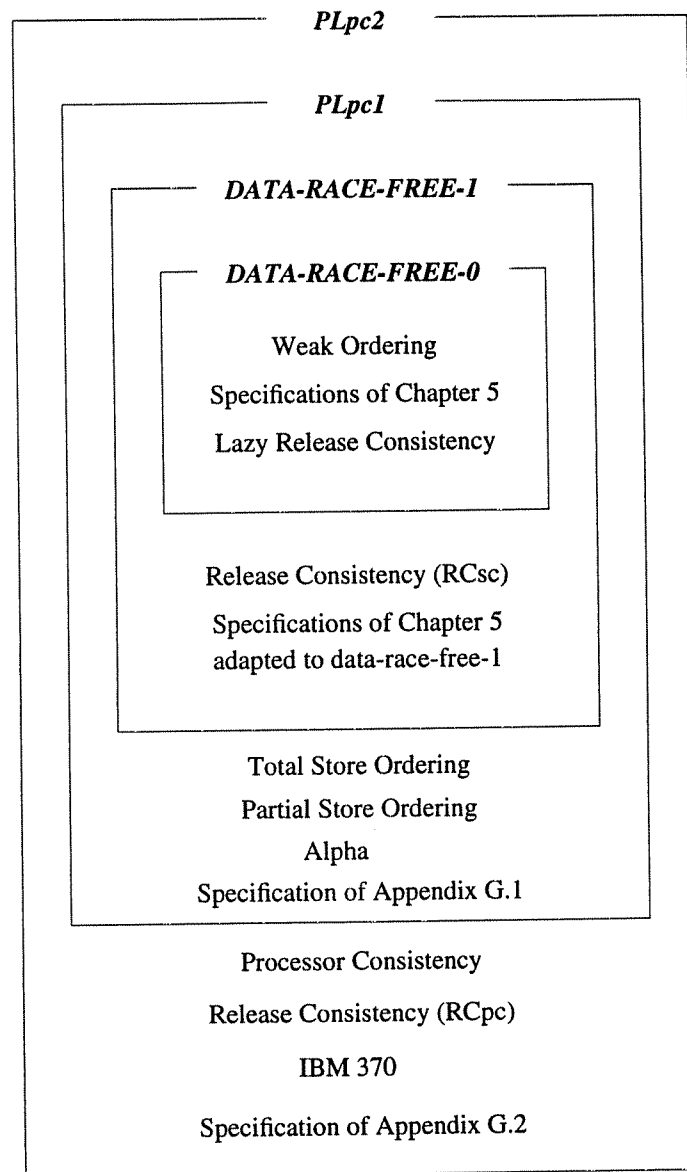 PLpc2
PLpc1
DATA-RACE-FREE-1
DATA-RACE-FREE-0
Weak Ordering
Specifications of Chapter 5
Lazy Release Consistency
Release Consistency (RCsc)
Specifications of Chapter 5
adapted to data-race-free-1
Total Store Ordering
Partial Store Ordering
Alpha
Specification of Appendix G.1
Processor Consistency
Release Consistency (RCpc)
IBM 370
Specification of Appendix G.2